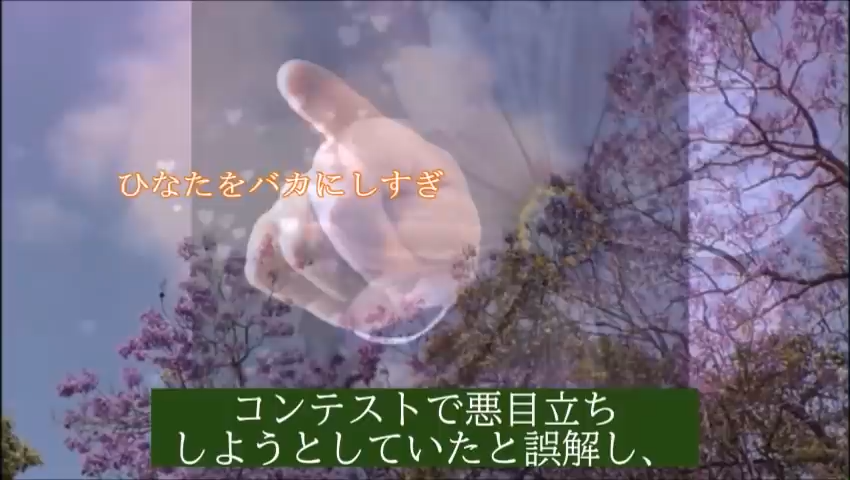 ひなたをバカにしすぎ
コンテストで悪目立ち
しようとしていたと誤解し、